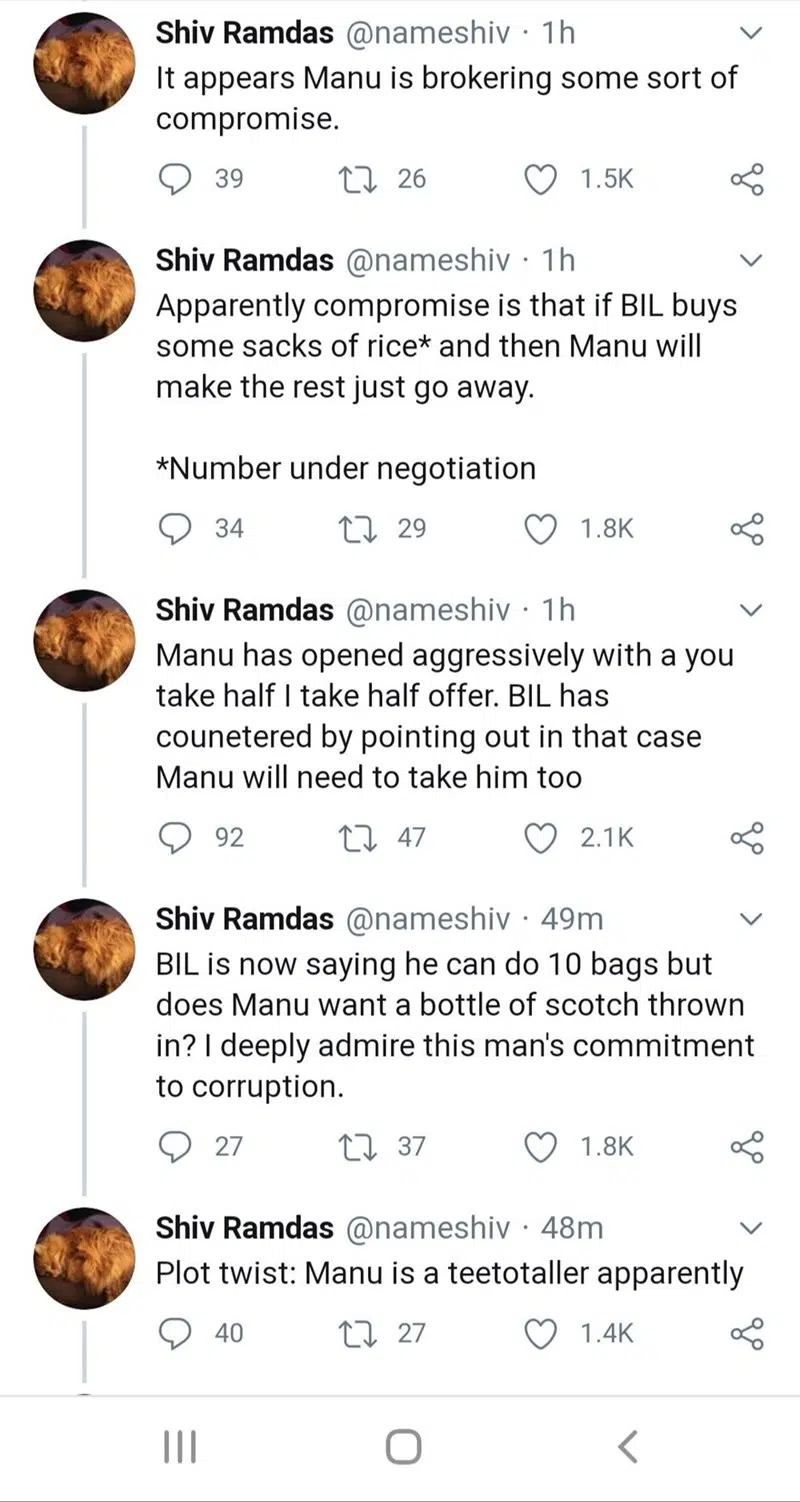 Shiv Ramdas @nameshiv · 1h
It appears Manu is brokering some sort of
compromise.
39 26 1.5K
Shiv Ramdas @nameshiv · 1h
Apparently compromise is that if BIL buys
some sacks of rice* and then Manu will
make the rest just go away.
*Number under negotiation
34 29 1.8K
Shiv Ramdas @nameshiv · 1h
Manu has opened aggressively with a you
take half I take half offer. BIL has
counetered by pointing out in that case
Manu will need to take him too
92 47 2.1K
Shiv Ramdas @nameshiv · 49m
BIL is now saying he can do 10 bags but
does Manu want a bottle of scotch thrown
in? I deeply admire this man's commitment
to corruption.
27 37 1.8K
Shiv Ramdas @nameshiv · 48m
Plot twist: Manu is a teetotaller apparently
40 27 1.4K